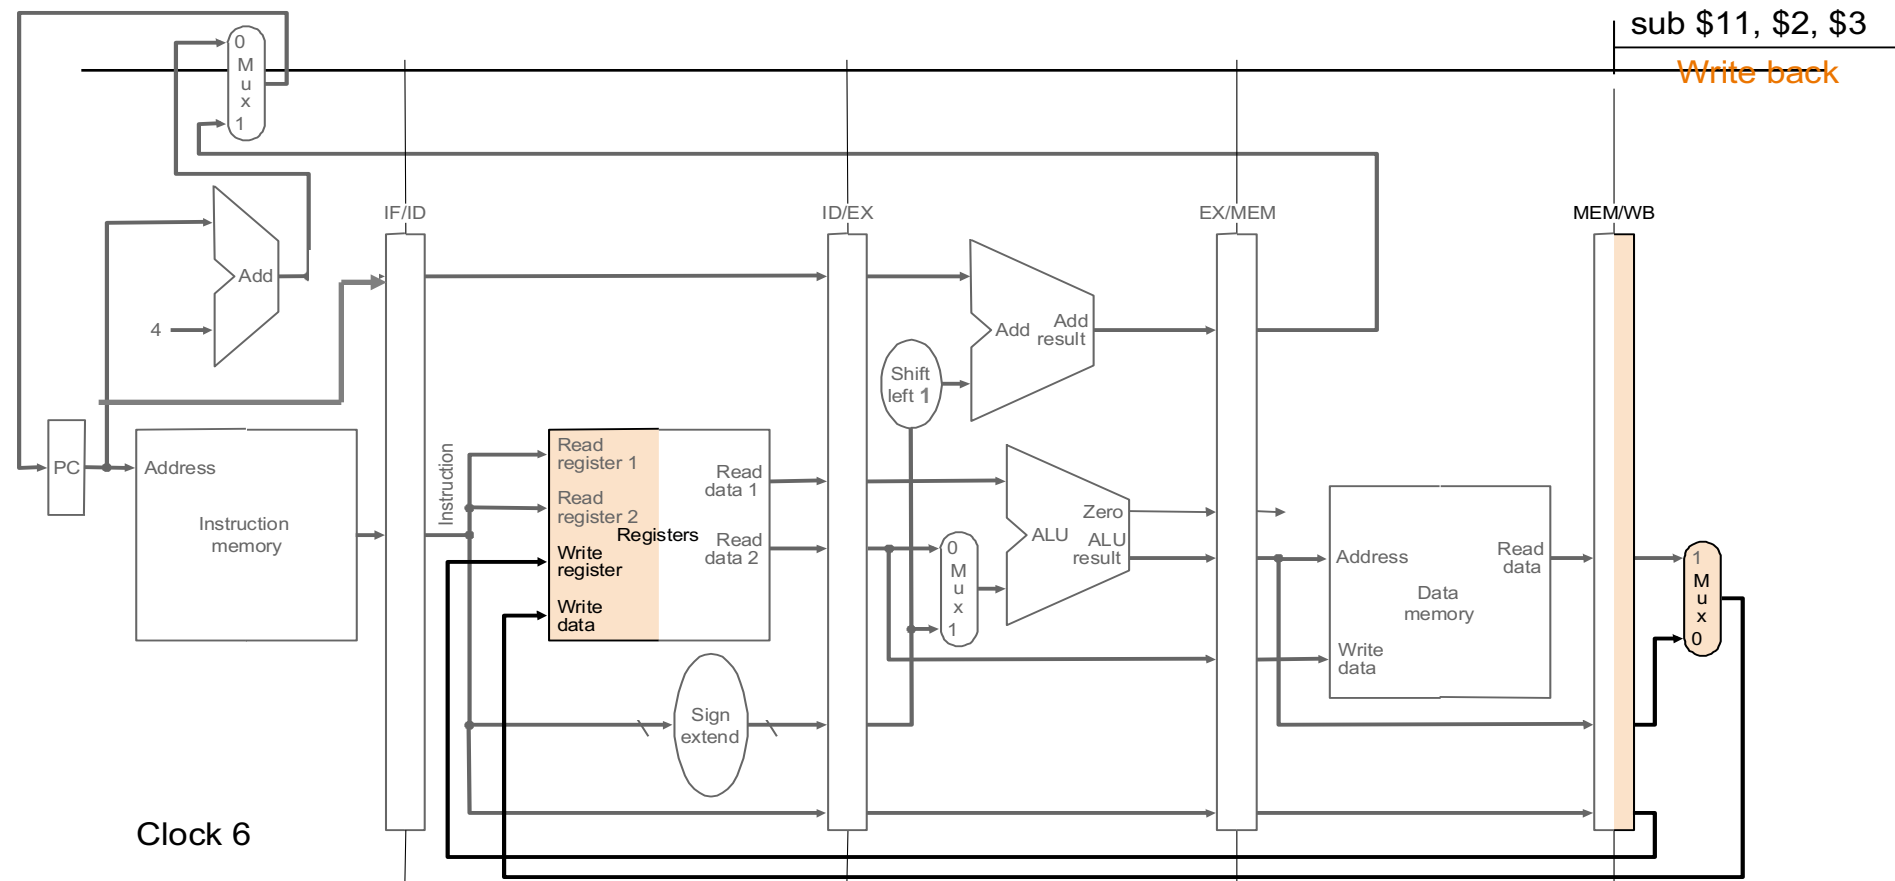 sub $11, $2, $3
Write back
0
M
u
x
1
IF/ID
ID/EX
EX/MEM
MEM/WB
Add
4
Add
Add
result
Shift
left 1
PC
Address
Instruction
memory
Instruction
Read
register 1
Read
register 2
Registers
Write
register
Write
data
Read
data 1
Read
data 2
0
M
u
x
1
Zero
ALU
ALU
result
Address
Read
data
Data
memory
Write
data
1
M
u
x
0
Sign
extend
Clock 6